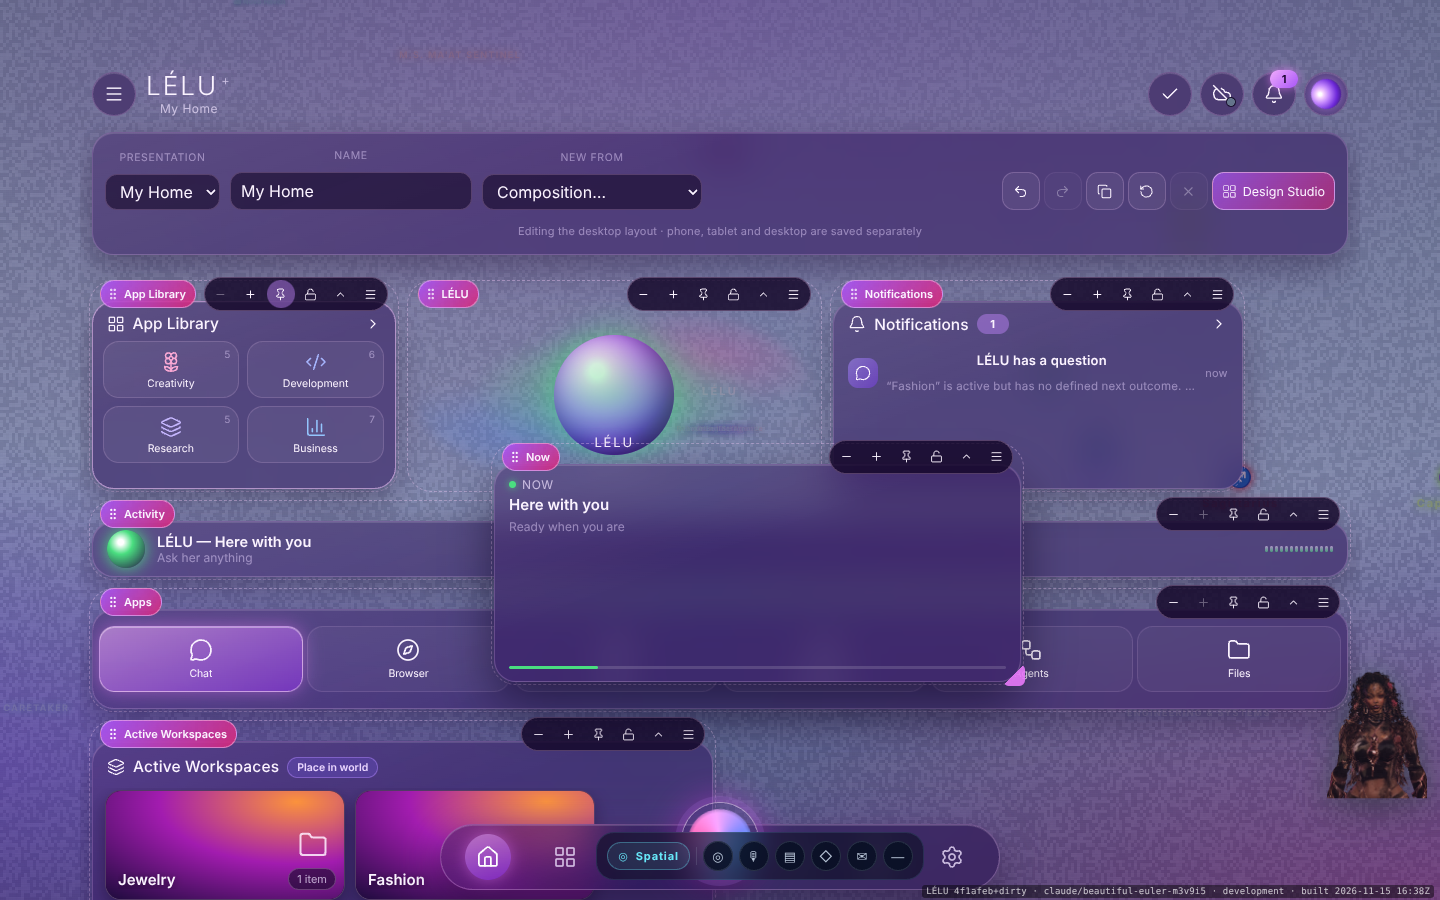 LÉLU +
My Home
1
PRESENTATION
NAME
NEW FROM
My Home
My Home
Composition...
Design Studio
Editing the desktop layout · phone, tablet and desktop are saved separately
App Library
LÉLU
Notifications
App Library
5
Creativity
6
Development
5
Research
7
Business
LÉLU
Notifications 1
LÉLU has a question
"Fashion" is active but has no defined next outcome. ...
now
Now
NOW
Here with you
Ready when you are
Activity
LÉLU — Here with you
Ask her anything
Apps
Chat
Browser
Files
Active Workspaces
Active Workspaces
Place in world
Jewelry
1 item
Fashion
Spatial
LÉLU 4f1afeb+dirty · claude/beautiful-euler-m3v9i5 · development · built 2026-11-15 16:38Z